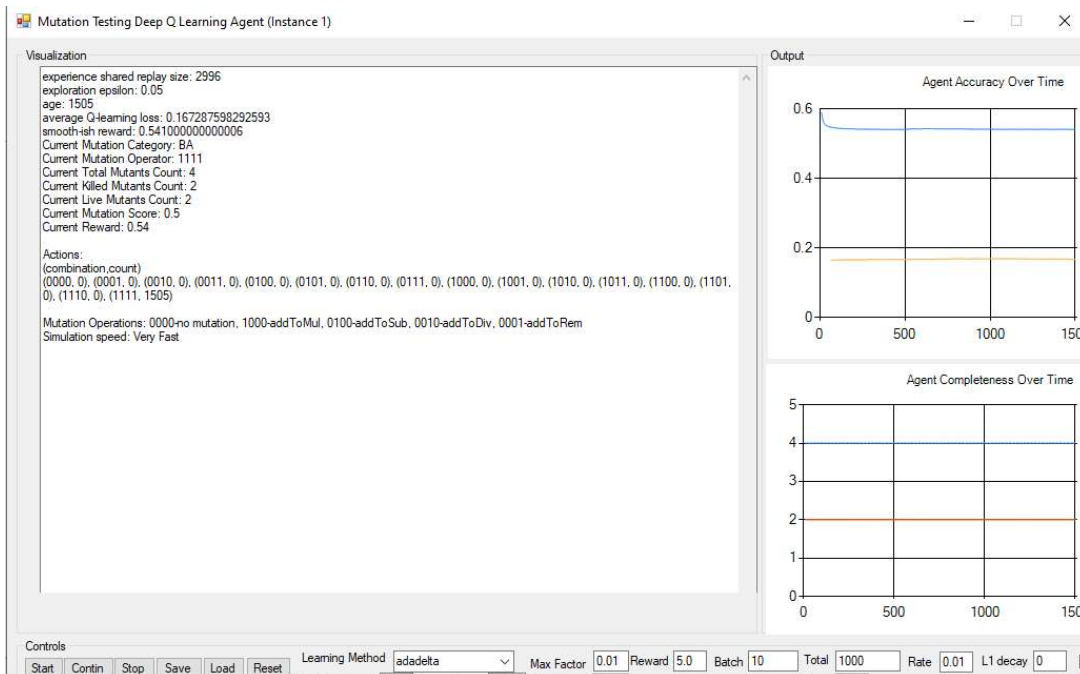 Mutation Testing Deep Q Learning Agent (Instance 1)
Visualization
experience shared replay size: 2996
exploration epsilon: 0.05
age: 1505
average Q-learning loss: 0.167287598292593
smooth-ish reward: 0.541000000000006
Current Mutation Category: BA
Current Mutation Operator: 1111
Current Total Mutants Count: 4
Current Killed Mutants Count: 2
Current Live Mutants Count: 2
Current Mutation Score: 0.5
Current Reward: 0.54
Actions:
(combination,count)
(0000, 0), (0001, 0), (0010, 0), (0011, 0), (0100, 0), (0101, 0), (0110, 0), (0111, 0), (1000, 0), (1001, 0), (1010, 0), (1011, 0), (1100, 0), (1101,
0), (1110, 0), (1111, 1505)
Mutation Operations: 0000-no mutation, 1000-addToMul, 0100-addToSub, 0010-addToDiv, 0001-addToRem
Simulation speed: Very Fast
Output
Agent Accuracy Over Time
0.6
0.4
0.2
0
0 500 1000 150
Agent Completeness Over Time
5
4
3
2
1
0
0 500 1000 150
Controls
Start Contin Stop Save Load Reset Learning Method adadelta Max Factor 0.01 Reward 5.0 Batch 10 Total 1000 Rate 0.01 L1 decay 0